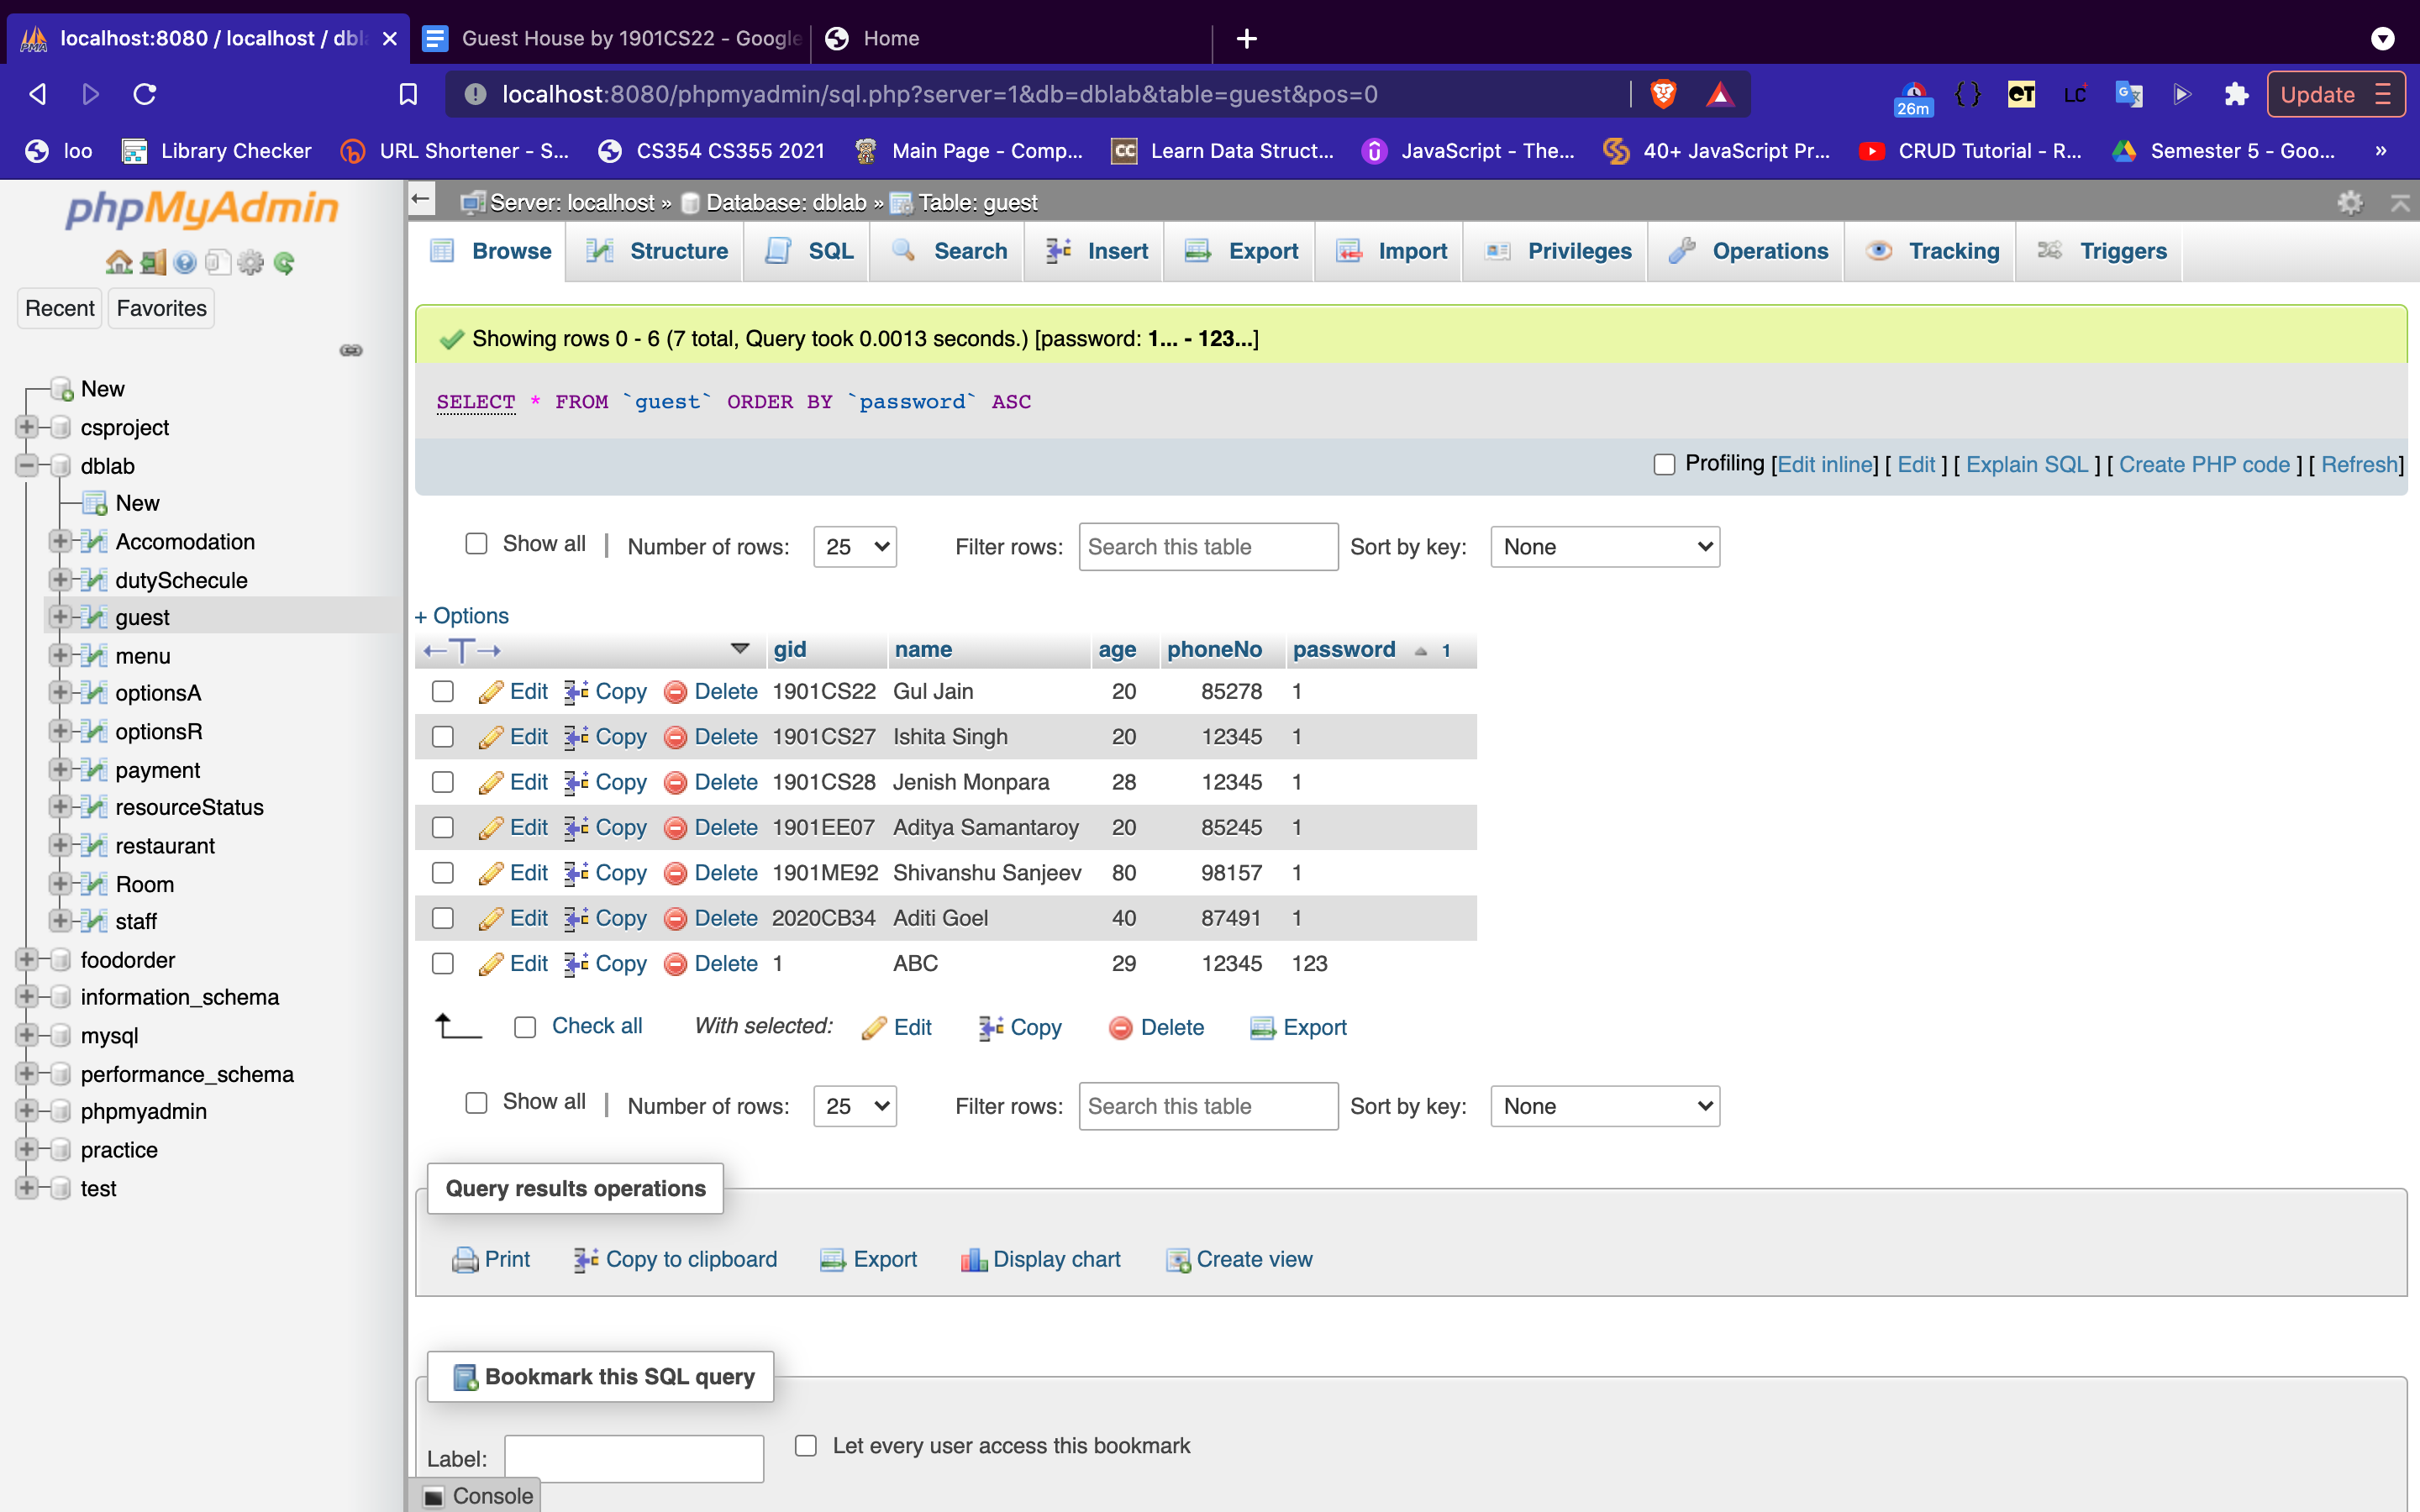 localhost:8080 / localhost / dbl
Guest House by 1901CS22 - Google
Home
localhost:8080/phpmyadmin/sql.php?server=1&db=dblab&table=guest&pos=0
26m
{}
CT
LC
Update
loo
Library Checker
URL Shortener - S...
CS354 CS355 2021
Main Page - Comp...
Learn Data Struct...
JavaScript - The...
40+ JavaScript Pr...
CRUD Tutorial - R...
Semester 5 - Goo...
»
phpMyAdmin
Recent
Favorites
New
csproject
dblab
New
Accomodation
dutySchecule
guest
menu
optionsA
optionsR
payment
resourceStatus
restaurant
Room
staff
foodorder
information_schema
mysql
performance_schema
phpmyadmin
practice
test
Server: localhost » Database: dblab » Table: guest
Browse Structure SQL Search Insert Export Import Privileges Operations Tracking Triggers
Showing rows 0 - 6 (7 total, Query took 0.0013 seconds.) [password: 1... - 123...]
SELECT * FROM `guest` ORDER BY `password` ASC
Profiling [Edit inline] [ Edit ] [ Explain SQL ] [ Create PHP code ] [ Refresh]
Show all | Number of rows: 25 Filter rows: Search this table Sort by key: None
+ Options
gid name age phoneNo password 1
Edit Copy Delete 1901CS22 Gul Jain 20 85278 1
Edit Copy Delete 1901CS27 Ishita Singh 20 12345 1
Edit Copy Delete 1901CS28 Jenish Monpara 28 12345 1
Edit Copy Delete 1901EE07 Aditya Samantaroy 20 85245 1
Edit Copy Delete 1901ME92 Shivanshu Sanjeev 80 98157 1
Edit Copy Delete 2020CB34 Aditi Goel 40 87491 1
Edit Copy Delete 1 ABC 29 12345 123
Check all With selected: Edit Copy Delete Export
Show all | Number of rows: 25 Filter rows: Search this table Sort by key: None
Query results operations
Print Copy to clipboard Export Display chart Create view
Bookmark this SQL query
Label: Let every user access this bookmark
Console